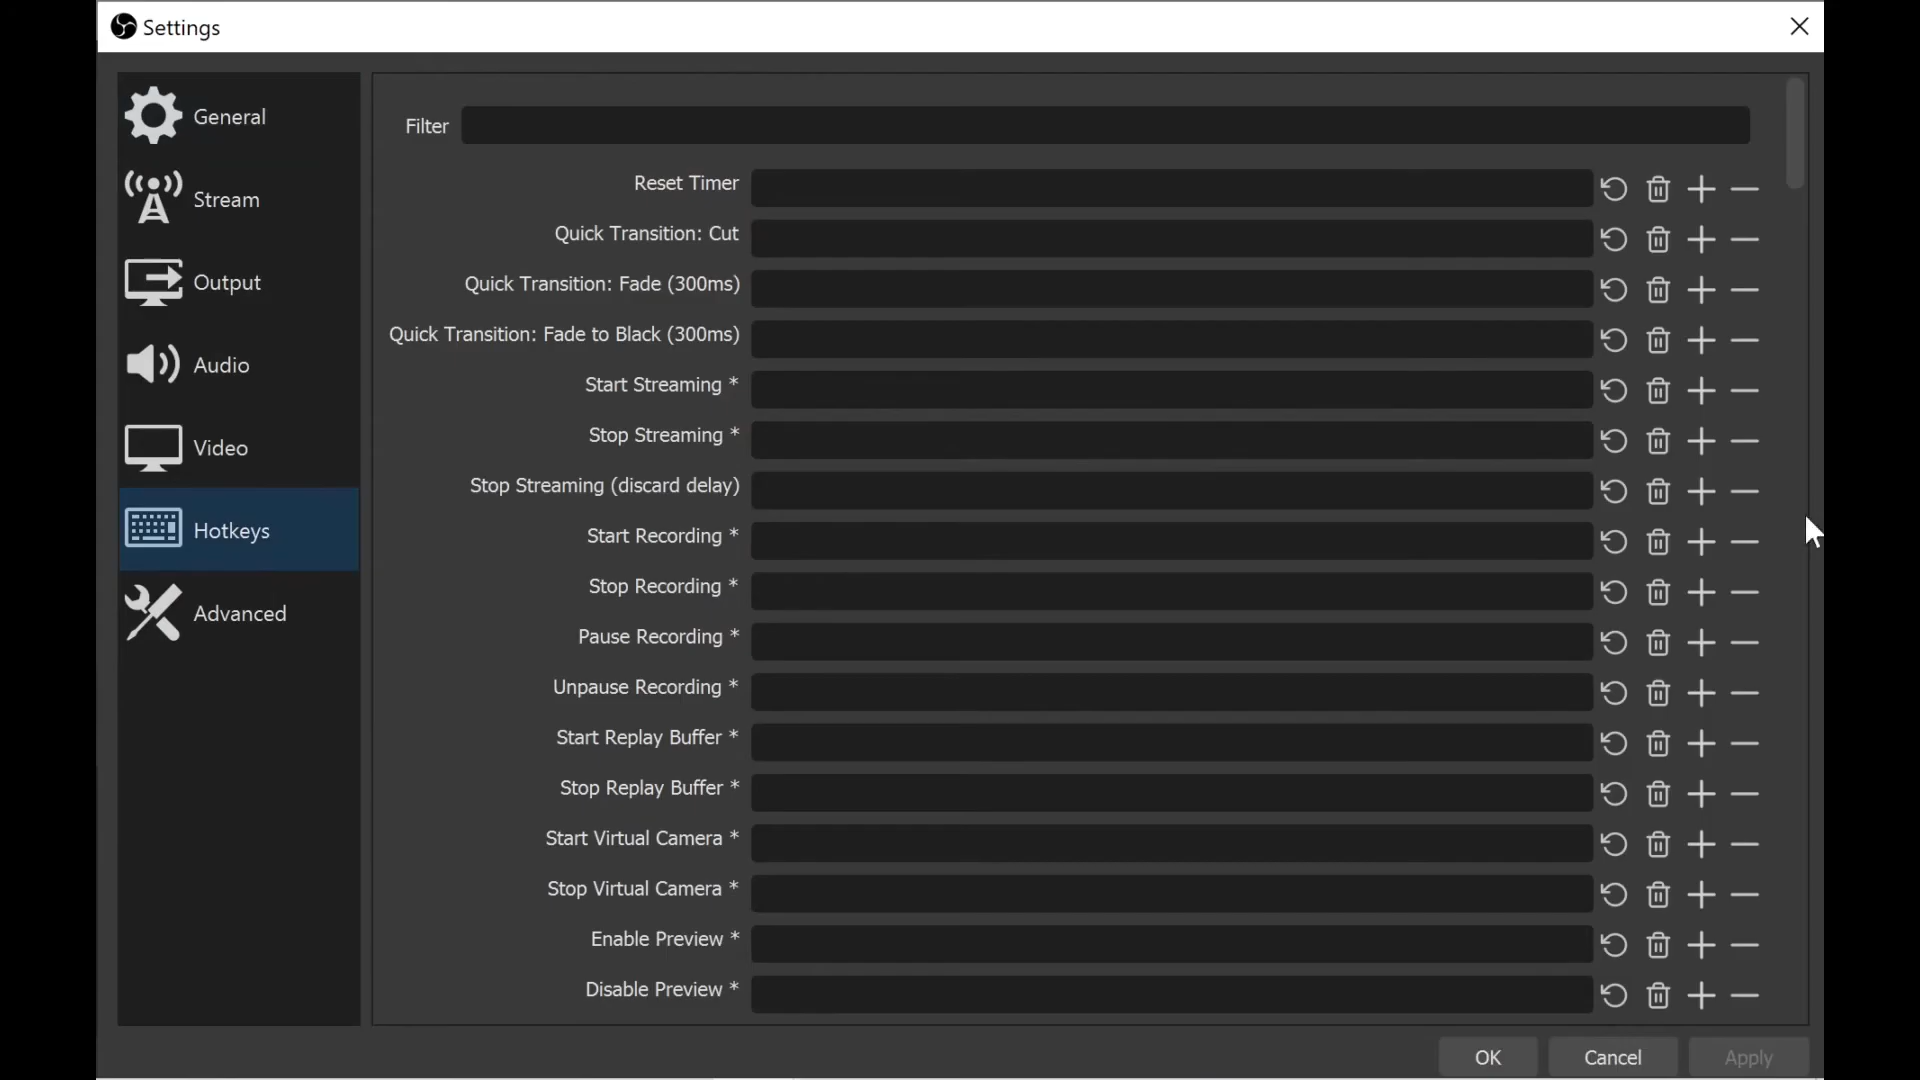 Settings
General
Stream
Output
Audio
Video
Hotkeys
Advanced
Filter
Reset Timer
Quick Transition: Cut
Quick Transition: Fade (300ms)
Quick Transition: Fade to Black (300ms)
Start Streaming *
Stop Streaming *
Stop Streaming (discard delay)
Start Recording *
Stop Recording *
Pause Recording *
Unpause Recording *
Start Replay Buffer *
Stop Replay Buffer *
Start Virtual Camera *
Stop Virtual Camera *
Enable Preview *
Disable Preview *
OK Cancel Apply